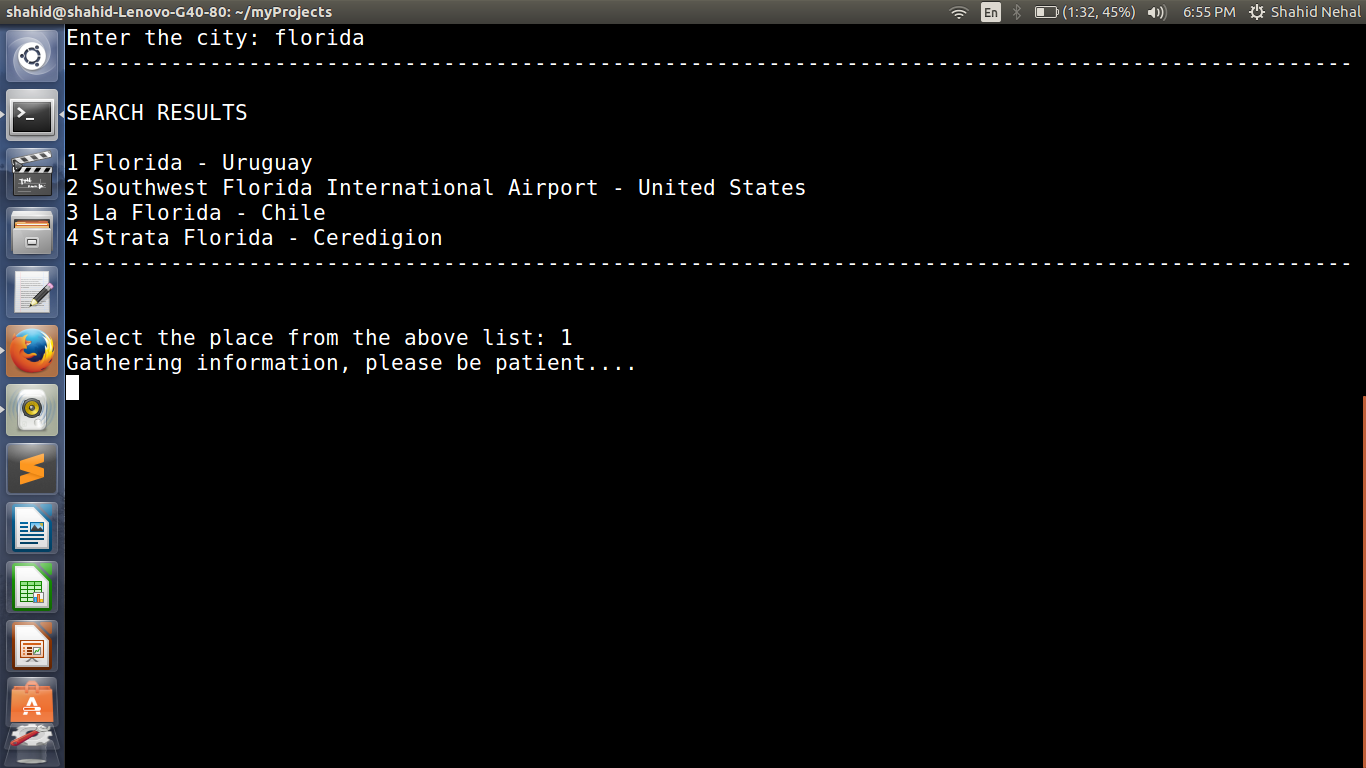 shahid@shahid-Lenovo-G40-80: ~/myProjects
En
(1:32, 45%)
6:55 PM
Shahid Nehal
Enter the city: florida
---------------------------------------------------------------------------------------------------
SEARCH RESULTS
1 Florida - Uruguay
2 Southwest Florida International Airport - United States
3 La Florida - Chile
4 Strata Florida - Ceredigion
---------------------------------------------------------------------------------------------------
Select the place from the above list: 1
Gathering information, please be patient....